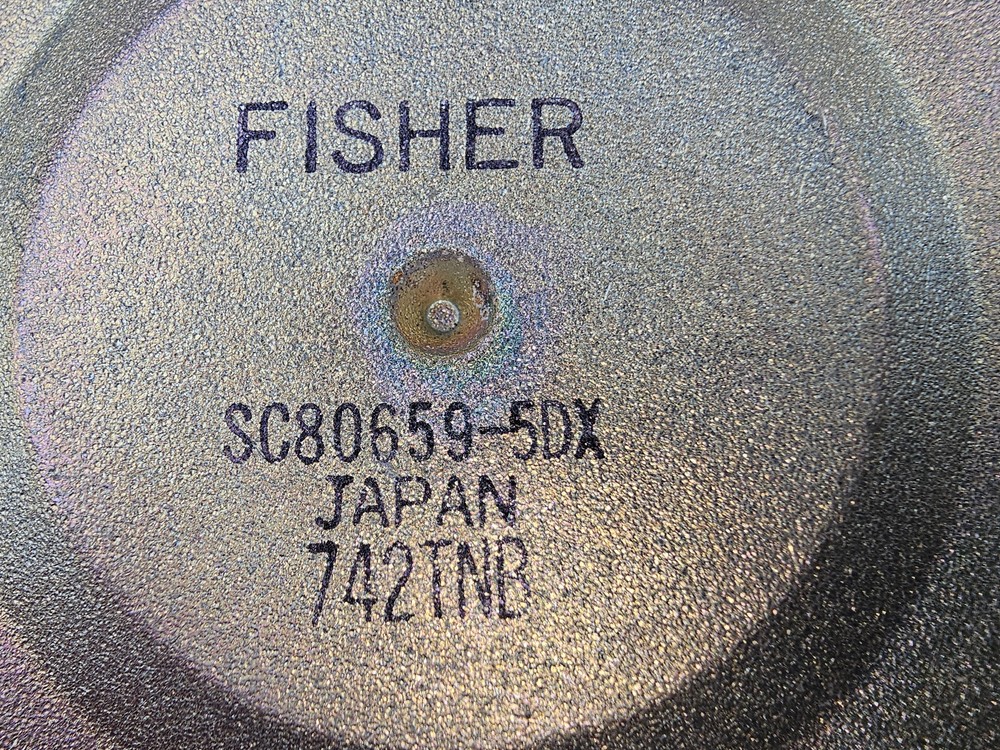 FISHER
SC80659-5DX
JAPAN
742TNB